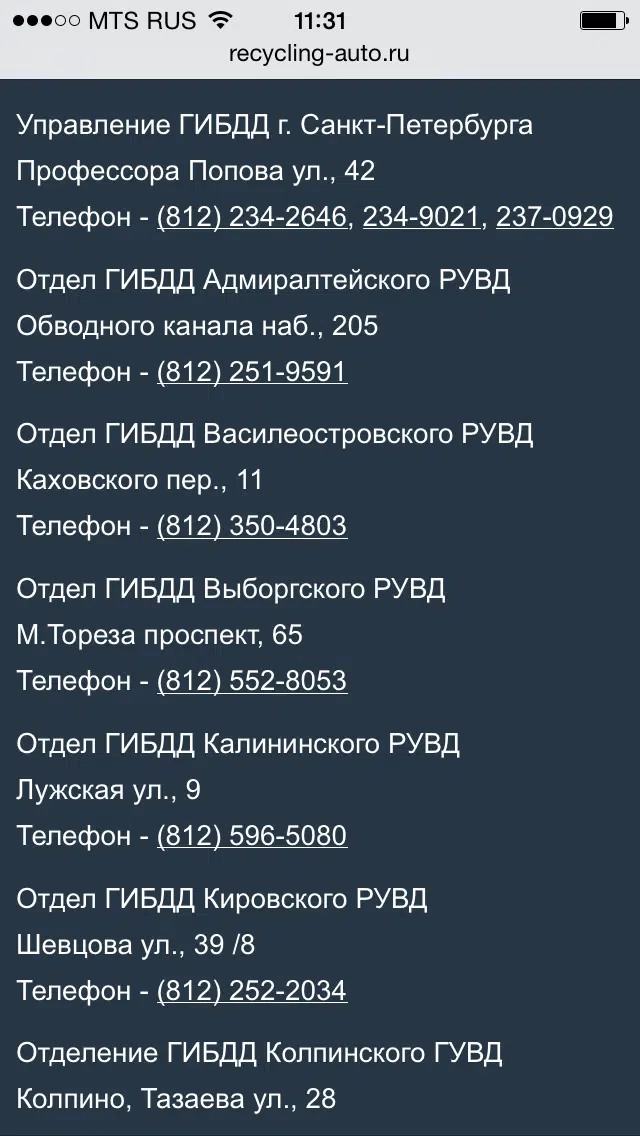 MTS RUS 11:31
recycling-auto.ru
Управление ГИБДД г. Санкт-Петербурга
Профессора Попова ул., 42
Телефон - (812) 234-2646, 234-9021, 237-0929
Отдел ГИБДД Адмиралтейского РУВД
Обводного канала наб., 205
Телефон - (812) 251-9591
Отдел ГИБДД Василеостровского РУВД
Каховского пер., 11
Телефон - (812) 350-4803
Отдел ГИБДД Выборгского РУВД
М.Тореза проспект, 65
Телефон - (812) 552-8053
Отдел ГИБДД Калининского РУВД
Лужская ул., 9
Телефон - (812) 596-5080
Отдел ГИБДД Кировского РУВД
Шевцова ул., 39 /8
Телефон - (812) 252-2034
Отделение ГИБДД Колпинского ГУВД
Колпино, Тазаева ул., 28